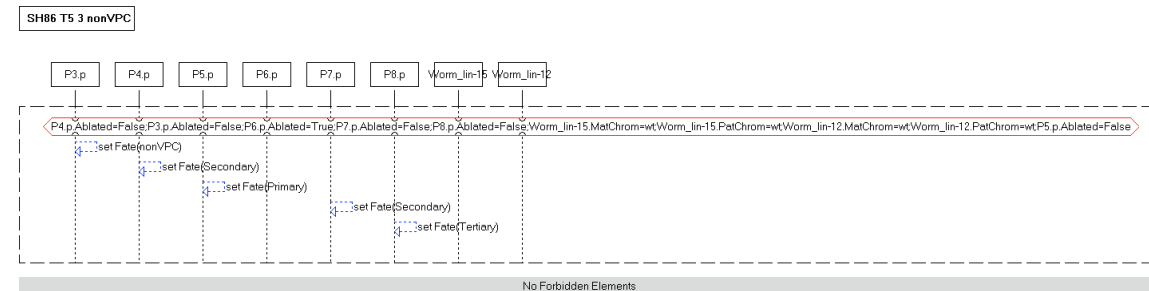 SH86 T5 3 nonVPC
P3.p P4.p P5.p P6.p P7.p P8.p Worm_lin-15 Worm_lin-12
P4.p.Ablated=False;P3.p.Ablated=False;P6.p.Ablated=True;P7.p.Ablated=False;P8.p.Ablated=False;Worm_lin-15.MatChrom=wt;Worm_lin-15.PatChrom=wt;Worm_lin-12.MatChrom=wt;Worm_lin-12.PatChrom=wt;P5.p.Ablated=False
set Fate(nonVPC)
set Fate(Secondary)
set Fate(Primary)
set Fate(Secondary)
set Fate(Tertiary)
No Forbidden Elements